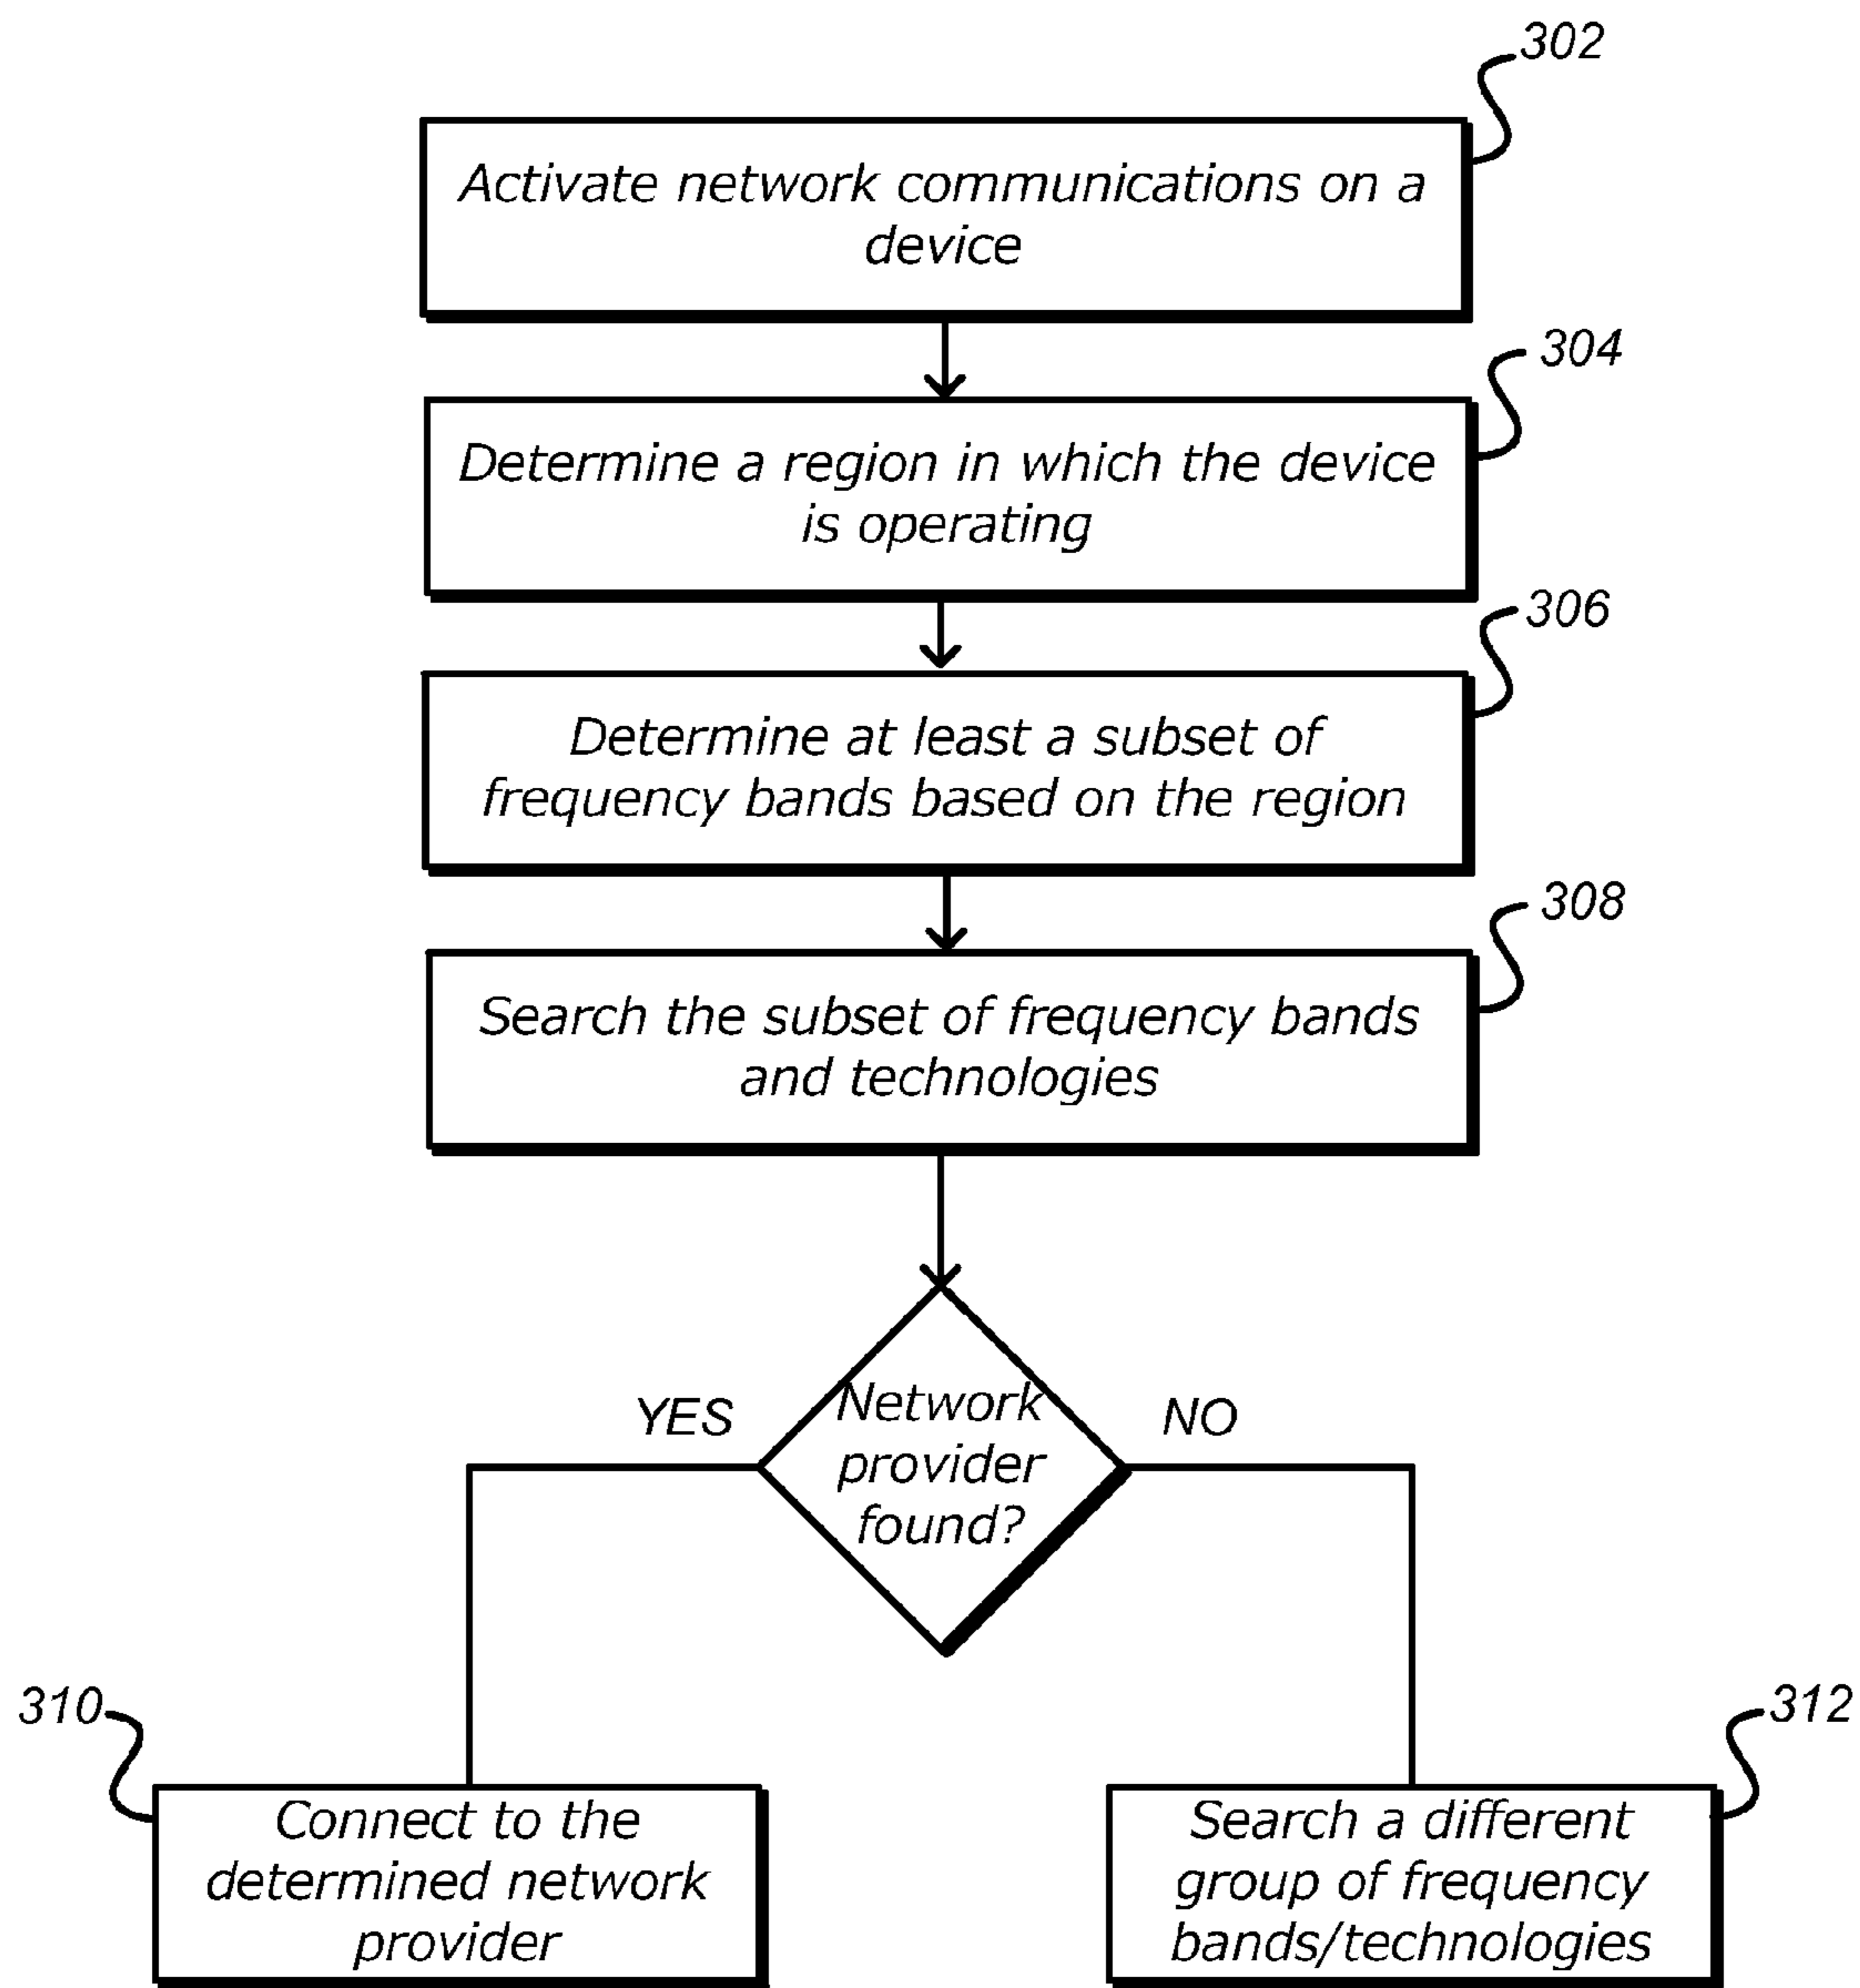 302
Activate network communications on a
device
304
Determine a region in which the device
is operating
306
Determine at least a subset of
frequency bands based on the region
308
Search the subset of frequency bands
and technologies
YES
Network
provider
found?
NO
310
Connect to the
determined network
provider
312
Search a different
group of frequency
bands/technologies